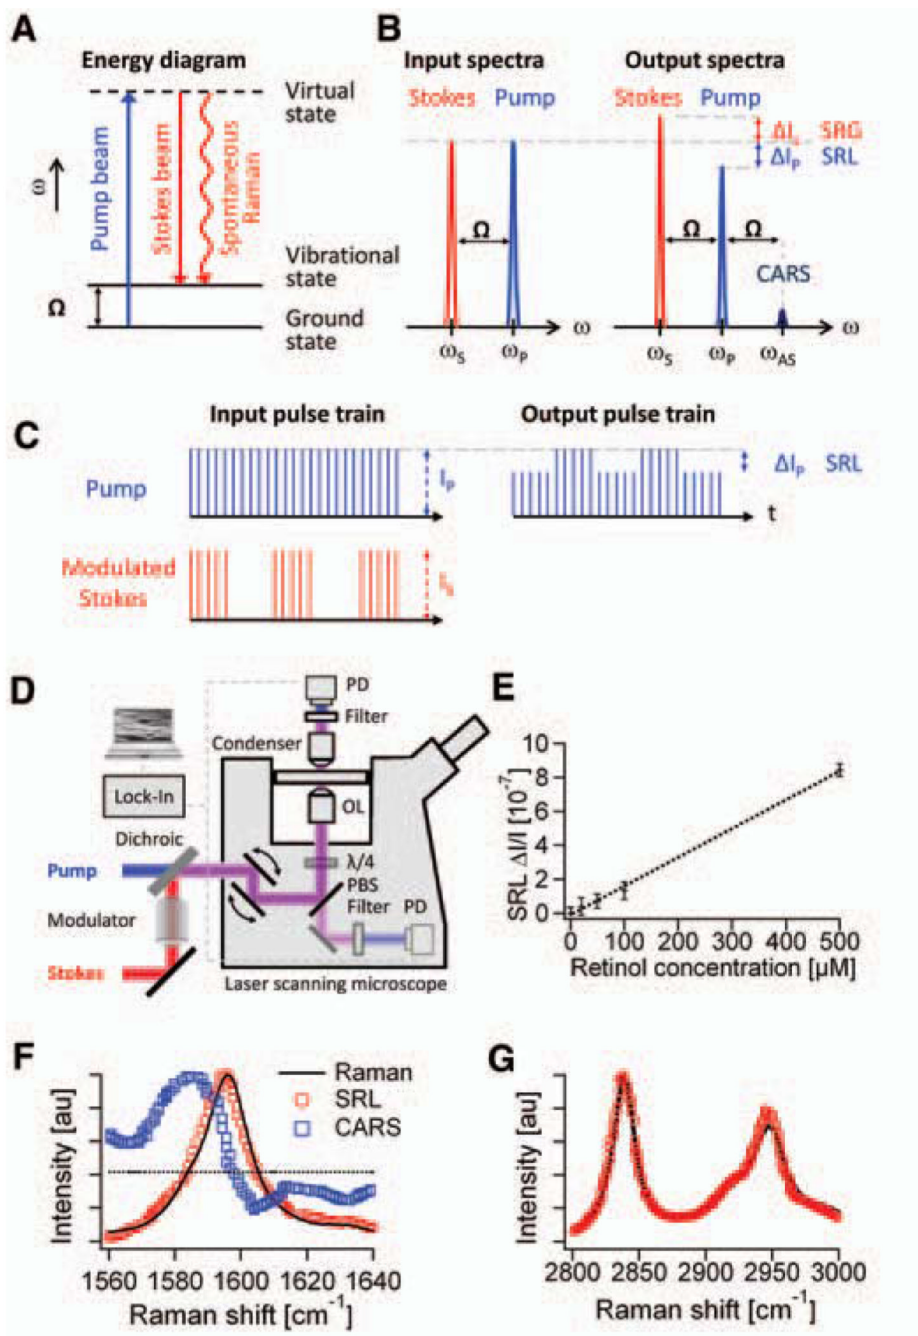 A
Energy diagram
ω
Pump beam
Stokes beam
Spontaneous
Raman
Virtual
state
Vibrational
state
Ω
Ground
state
B
Input spectra
Output spectra
Stokes Pump
Stokes Pump
ΔIs SRG
ΔIP SRL
Ω
Ω
Ω
CARS
ω
ω
ωS
ωP
ωS
ωP
ωAS
C
Input pulse train
Output pulse train
Pump
IP
ΔIP SRL
t
Modulated
Stokes
IS
D
PD
Filter
Condenser
Lock-In
OL
Dichroic
Pump
λ/4
PBS
Modulator
Filter
PD
Stokes
Laser scanning microscope
E
SRL ΔI/I [10-7]
10
8
6
4
2
0
0 100 200 300 400 500
Retinol concentration [µM]
F
Raman
SRL
CARS
Intensity [au]
1560 1580 1600 1620 1640
Raman shift [cm-1]
G
Intensity [au]
2800 2850 2900 2950 3000
Raman shift [cm-1]